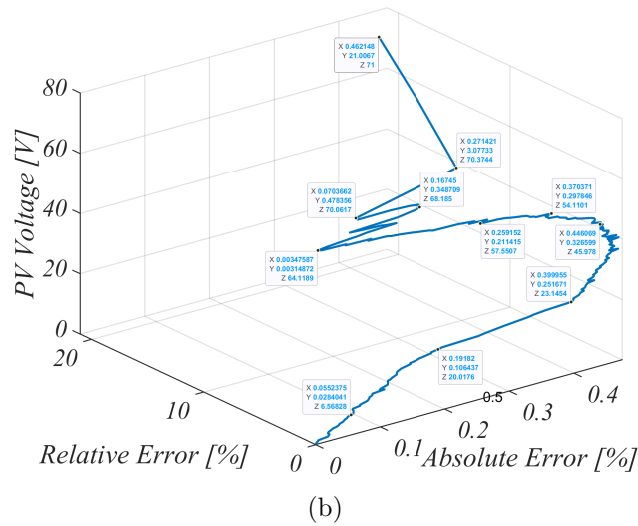 80
60
40
20
0
PV Voltage [V]
20
10
0
Relative Error [%]
0
0.1
0.2
0.5
0.3
0.4
Absolute Error [%]
X 0.462148
Y 21.0067
Z 71
X 0.271421
Y 3.07733
Z 70.3744
X 0.16745
Y 0.348709
Z 68.185
X 0.0703662
Y 0.478356
Z 70.0617
X 0.370371
Y 0.297846
Z 54.1101
X 0.259152
Y 0.211415
Z 57.5507
X 0.446069
Y 0.326599
Z 45.978
X 0.00347587
Y 0.00314872
Z 64.1189
X 0.399955
Y 0.251671
Z 23.1454
X 0.19182
Y 0.106437
Z 20.0176
X 0.0552375
Y 0.0284041
Z 6.56828
(b)